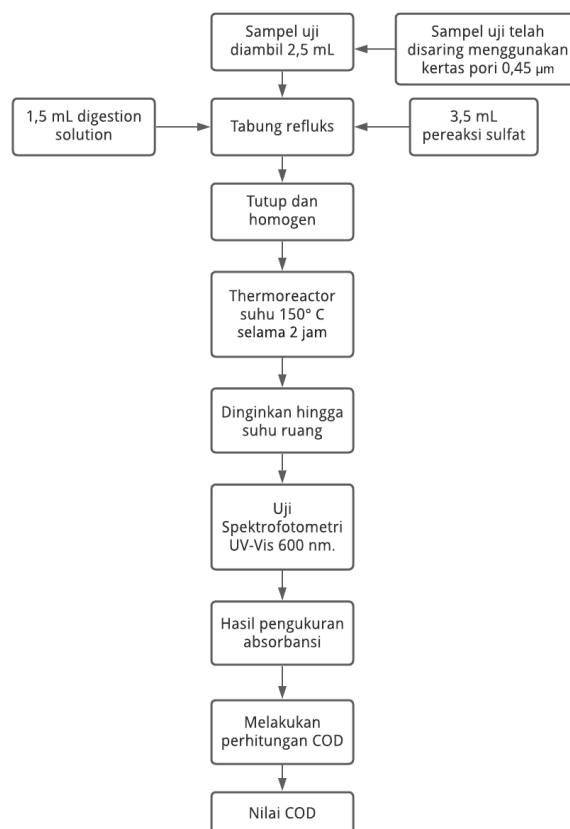 Sampel uji
diambil 2,5 mL
Sampel uji telah
disaring menggunakan
kertas pori 0,45 µm
1,5 mL digestion
solution
Tabung refluks
3,5 mL
pereaksi sulfat
Tutup dan
homogen
Thermoreactor
suhu 150° C
selama 2 jam
Dinginkan hingga
suhu ruang
Uji
Spektrofotometri
UV-Vis 600 nm.
Hasil pengukuran
absorbansi
Melakukan
perhitungan COD
Nilai COD